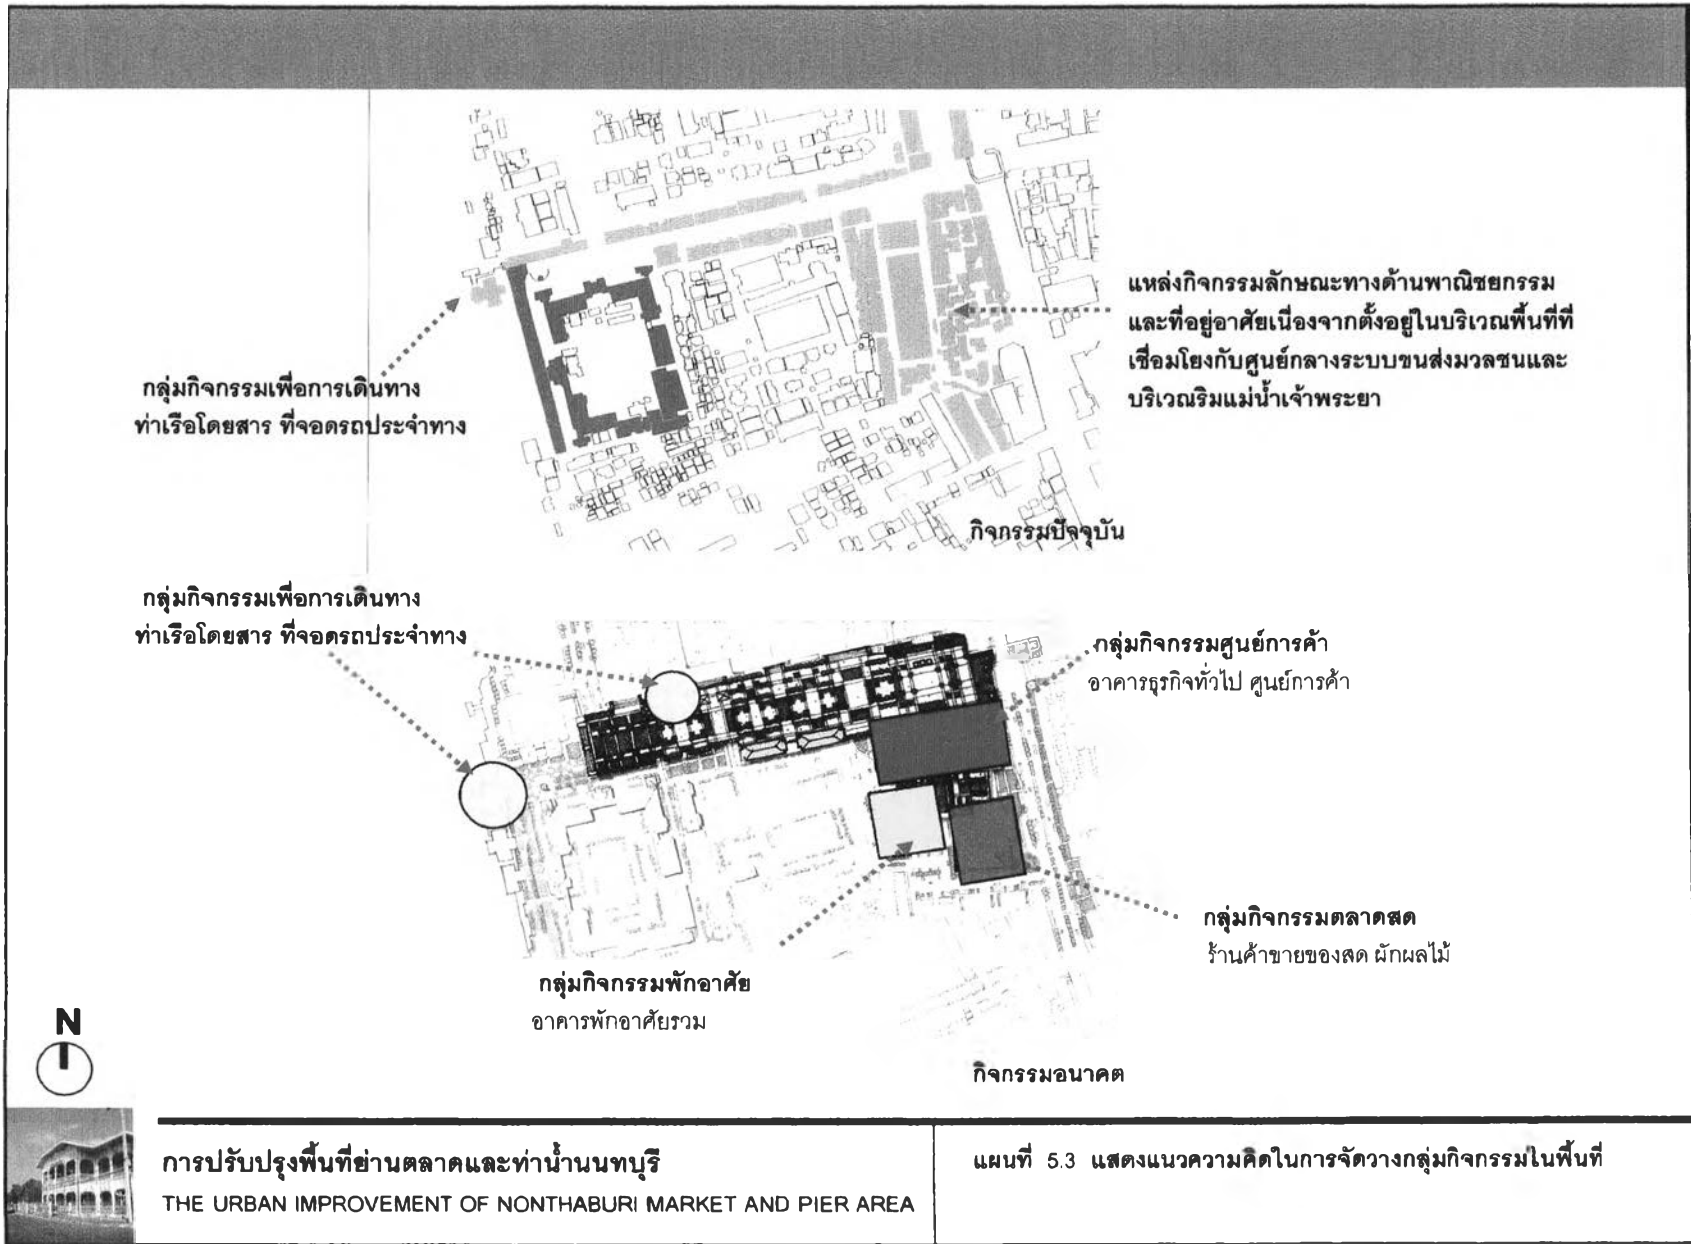 แหล่งกิจกรรมลักษณะทางด้านพาณิชยกรรม
และที่อยู่อาศัยเนื่องจากตั้งอยู่ในบริเวณพื้นที่ที่
เชื่อมโยงกับศูนย์กลางระบบขนส่งมวลชนและ
บริเวณริมแม่น้ำเจ้าพระยา
กลุ่มกิจกรรมเพื่อการเดินทาง
ท่าเรือโดยสาร ที่จอดรถประจำทาง
กิจกรรมปัจจุบัน
กลุ่มกิจกรรมเพื่อการเดินทาง
ท่าเรือโดยสาร ที่จอดรถประจำทาง
กลุ่มกิจกรรมศูนย์การค้า
อาคารธุรกิจทั่วไป ศูนย์การค้า
กลุ่มกิจกรรมตลาดสด
ร้านค้าขายของสด ผักผลไม้
กลุ่มกิจกรรมพักอาศัย
อาคารพักอาศัยรวม
กิจกรรมอนาคต
N
การปรับปรุงพื้นที่ย่านตลาดและท่าน้ำนนทบุรี
THE URBAN IMPROVEMENT OF NONTHABURI MARKET AND PIER AREA
แผนที่ 5.3 แสดงแนวความคิดในการจัดวางกลุ่มกิจกรรมในพื้นที่